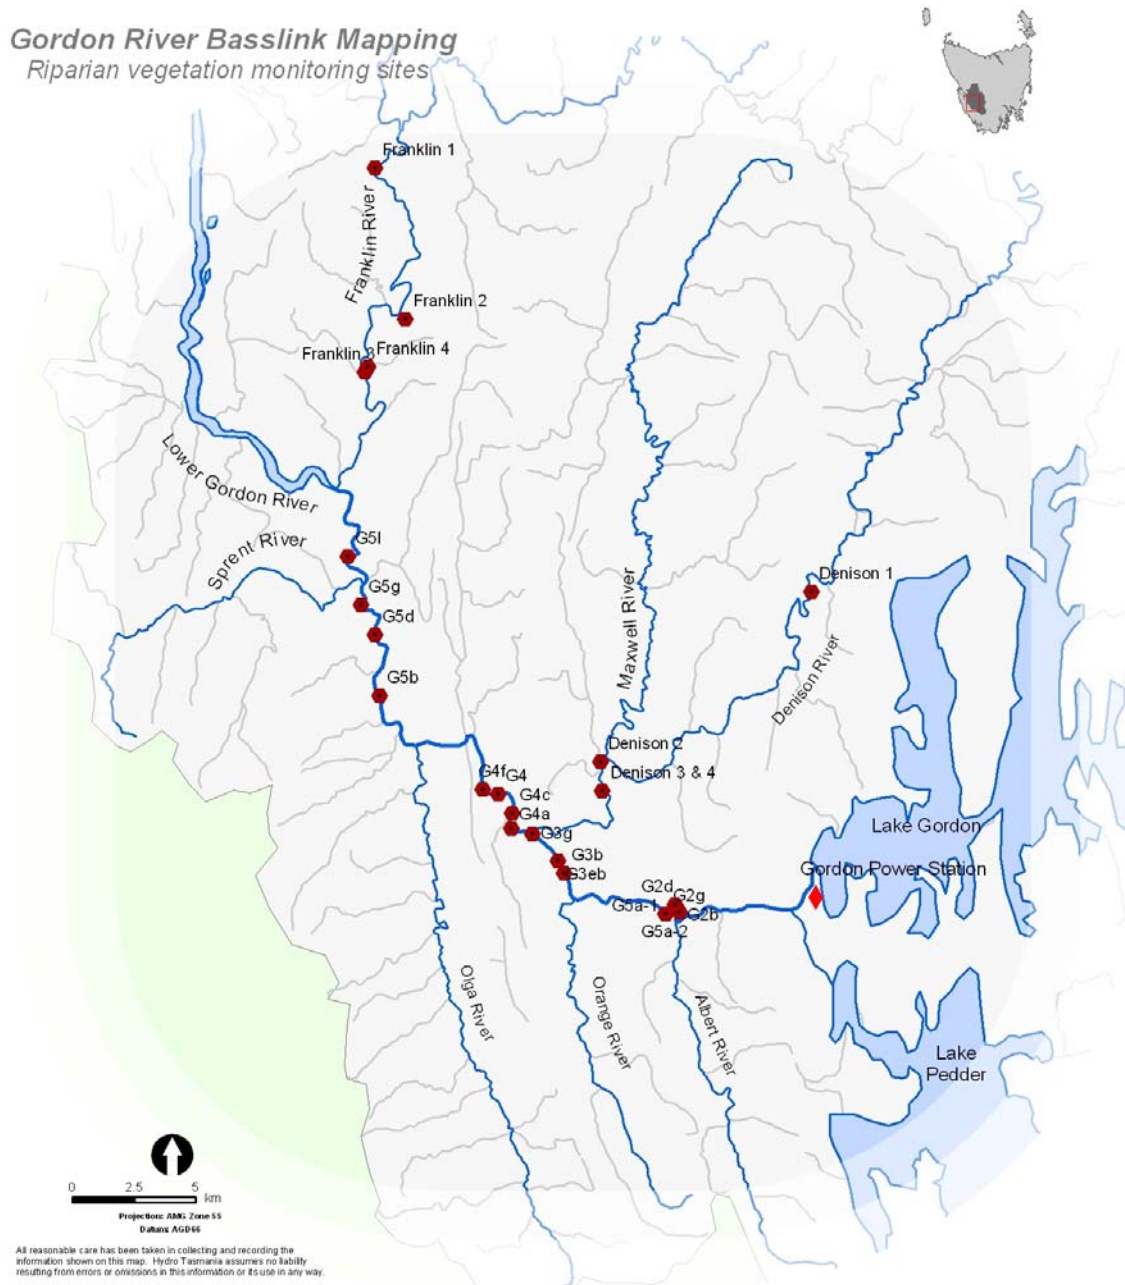 Gordon River Basslink Mapping
Riparian vegetation monitoring sites
Franklin 1
Franklin River
Franklin 2
Franklin 3
Franklin 4
Lower Gordon River
Sprent River
G5l
G5g
G5d
G5b
Maxwell River
Denison 1
Denison River
Denison 2
Denison 3 & 4
G4f
G4
G4c
G4a
G3g
G3b
G3eb
Lake Gordon
Gordon Power Station
G2d
G2g
G5a-1
G2b
G5a-2
Olga River
Orange River
Albert River
Lake
Pedder
0 2.5 5
km
Projection: AMG Zone 55
Datum: AGD66
All reasonable care has been taken in collecting and recording the
information shown on this map. Hydro Tasmania assumes no liability
resulting from errors or omissions in this information or its use in any way.